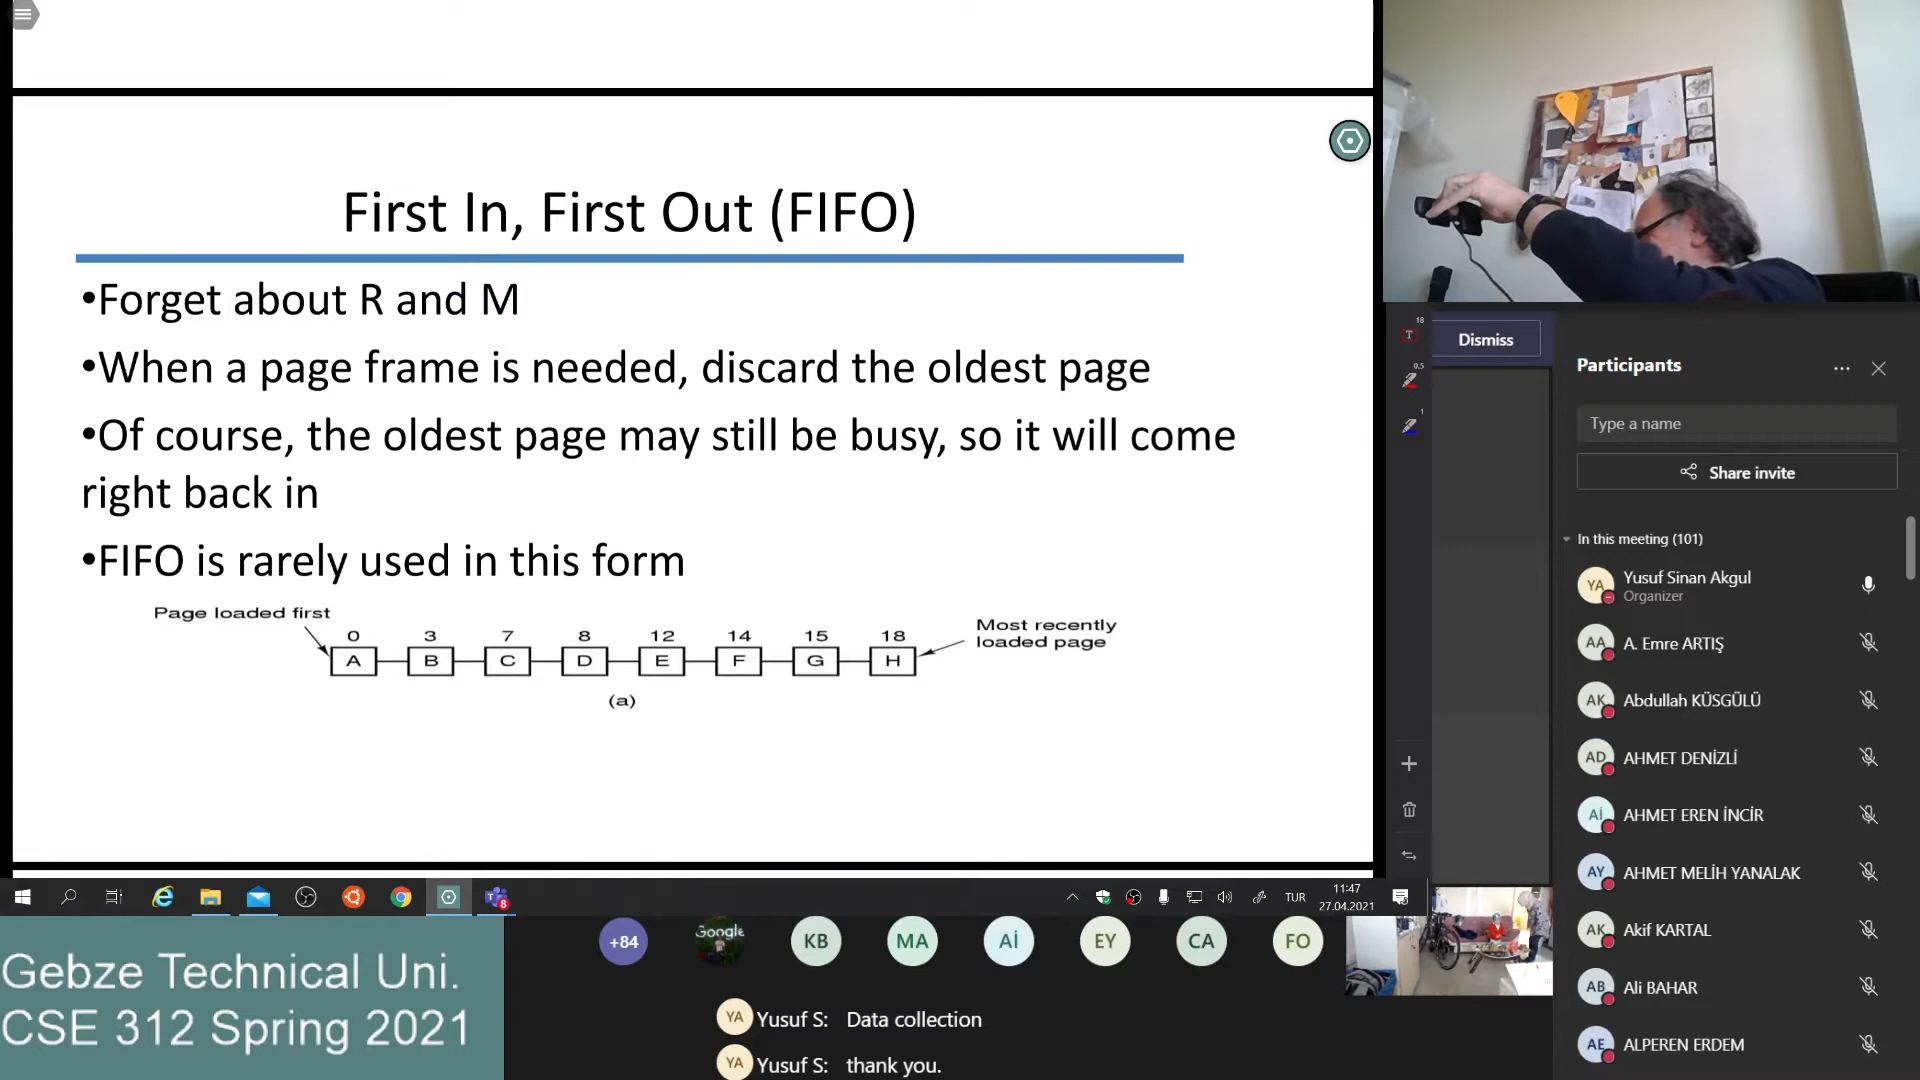 First In, First Out (FIFO)
•Forget about R and M
•When a page frame is needed, discard the oldest page
•Of course, the oldest page may still be busy, so it will come
right back in
•FIFO is rarely used in this form
Page loaded first
0 3 7 8 12 14 15 18
A B C D E F G H
Most recently
loaded page
(a)
18
T
Dismiss
0.5
1
Participants
Type a name
Share invite
In this meeting (101)
YA Yusuf Sinan Akgul
Organizer
AA A. Emre ARTIŞ
AK Abdullah KÜSGÜLÜ
AD AHMET DENİZLİ
Aİ AHMET EREN İNCİR
AY AHMET MELİH YANALAK
AK Akif KARTAL
AB Ali BAHAR
AE ALPEREN ERDEM
8
TUR
11:47
27.04.2021
+84 Google KB MA Aİ EY CA FO
Gebze Technical Uni.
CSE 312 Spring 2021
YA Yusuf S: Data collection
YA Yusuf S: thank you.